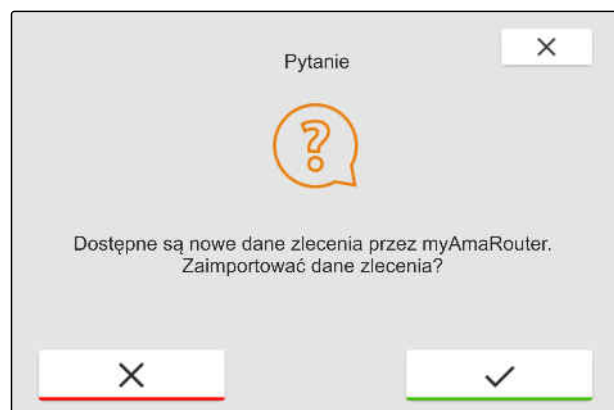 Pytanie
Dostępne są nowe dane zlecenia przez myAmaRouter.
Zaimportować dane zlecenia?